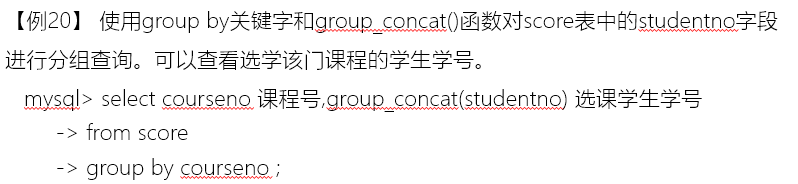 【例20】 使用group by关键字和group_concat()函数对score表中的studentno字段
进行分组查询。可以查看选学该门课程的学生学号。
mysql> select courseno 课程号,group_concat(studentno) 选课学生学号
-> from score
-> group by courseno ;